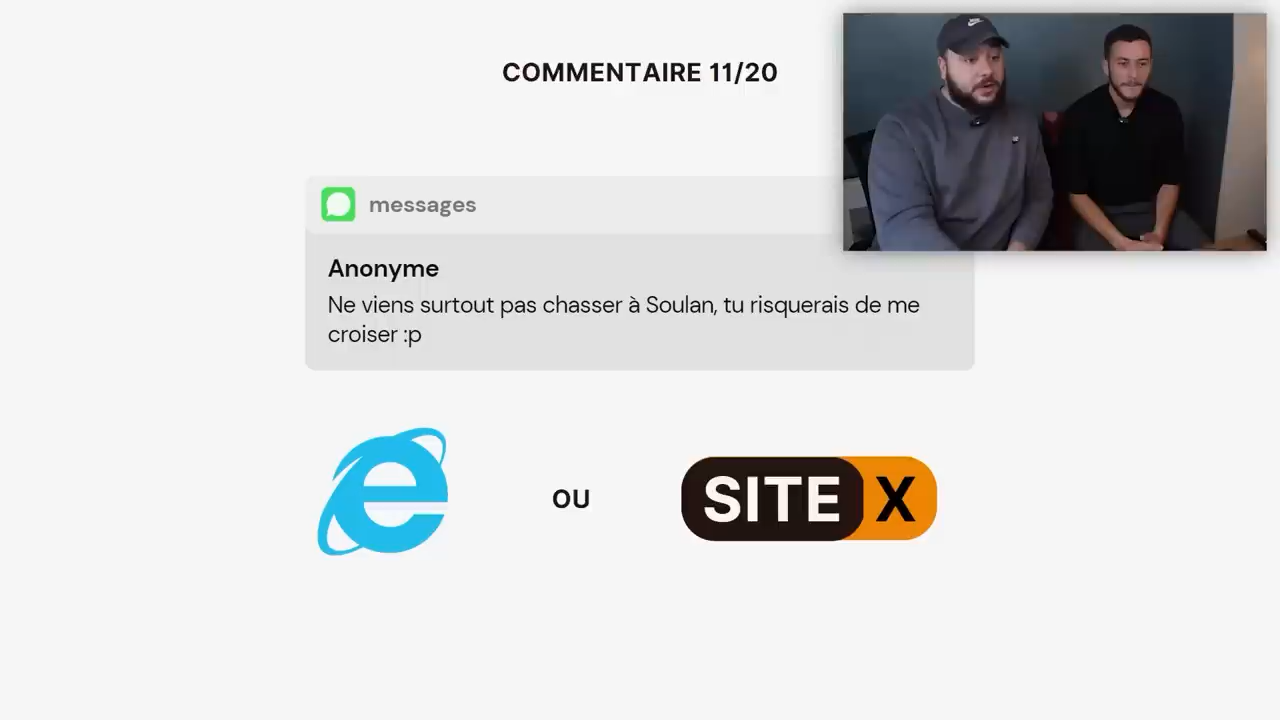 COMMENTAIRE 11/20
messages
Anonyme
Ne viens surtout pas chasser à Soulan, tu risquerais de me
croiser :p
e
OU
SITE X